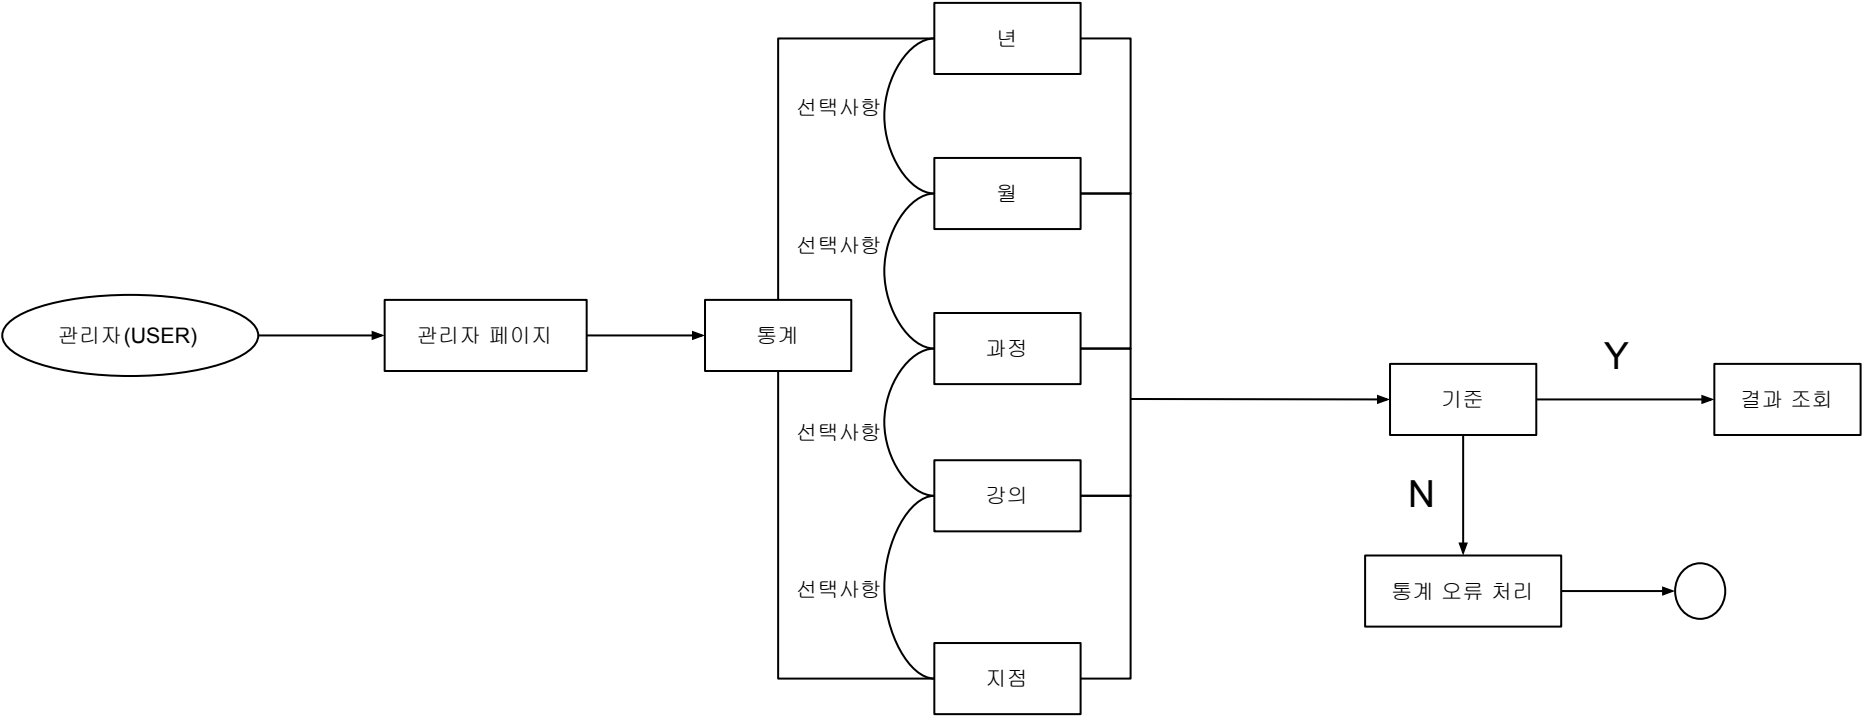 년
선택사항
월
선택사항
관리자(USER)
관리자 페이지
통계
과정
Y
기준
결과 조회
선택사항
강의
N
선택사항
통계 오류 처리
지점